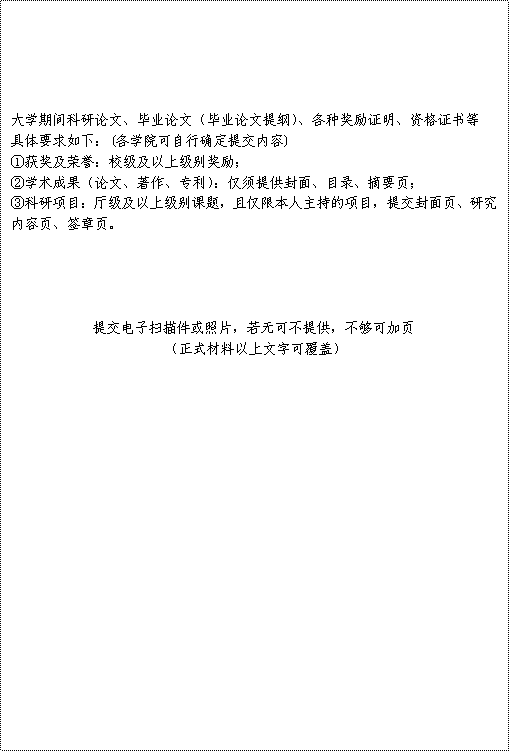 大学期间科研论文、毕业论文（毕业论文提纲）、各种奖励证明、资格证书等
具体要求如下：〔各学院可自行确定提交内容〕
①获奖及荣誉：校级及以上级别奖励；
②学术成果（论文、著作、专利）：仅须提供封面、目录、摘要页；
③科研项目：厅级及以上级别课题，且仅限本人主持的项目，提交封面页、研究
内容页、签章页。
提交电子扫描件或照片，若无可不提供，不够可加页
（正式材料以上文字可覆盖）